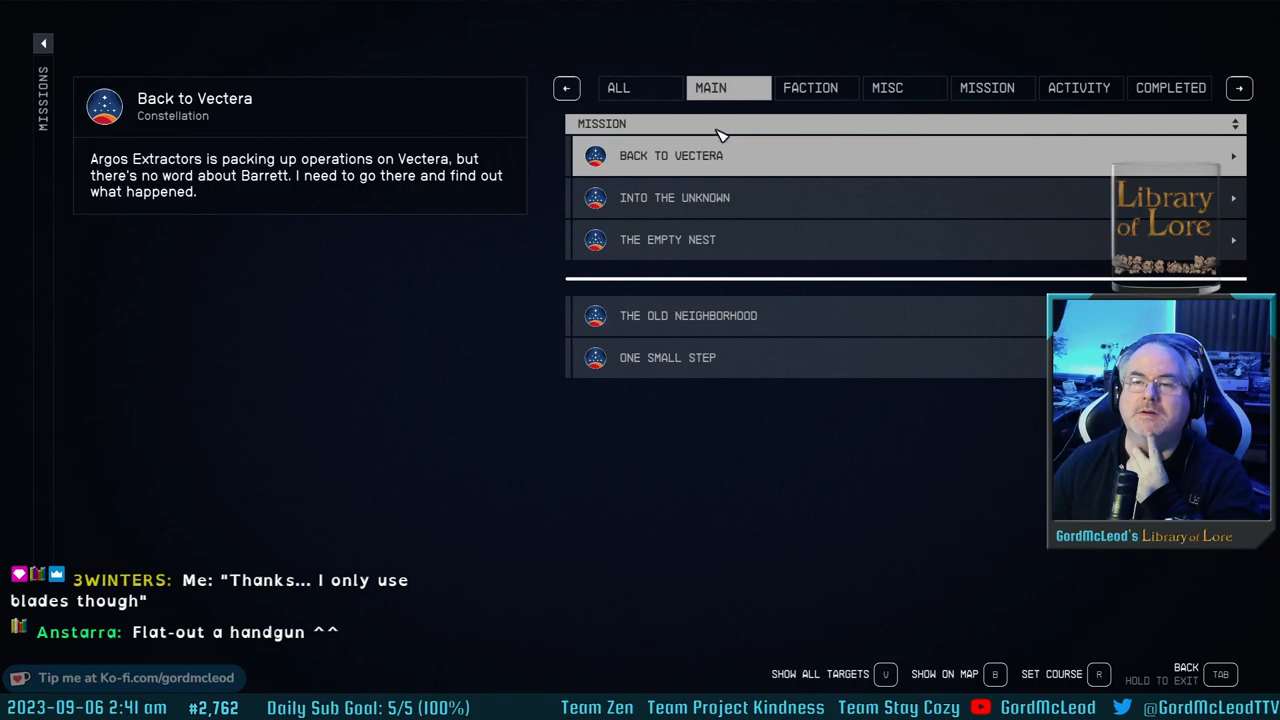 MISSIONS
Back to Vectera
Constellation
Argos Extractors is packing up operations on Vectera, but
there's no word about Barrett. I need to go there and find out
what happened.
ALL
MAIN
FACTION
MISC
MISSION
ACTIVITY
COMPLETED
MISSION
BACK TO VECTERA
INTO THE UNKNOWN
THE EMPTY NEST
THE OLD NEIGHBORHOOD
ONE SMALL STEP
Library
of Lore
GordMcLeod's Library of Lore
3WINTERS: Me: "Thanks... I only use
blades though"
Anstarra: Flat-out a handgun ^^
Tip me at Ko-fi.com/gordmcleod
SHOW ALL TARGETS V
SHOW ON MAP B
SET COURSE R
BACK
HOLD TO EXIT TAB
2023-09-06 2:41 am #2,762 Daily Sub Goal: 5/5 (100%) Team Zen Team Project Kindness Team Stay Cozy GordMcLeod @GordMcLeodTTV